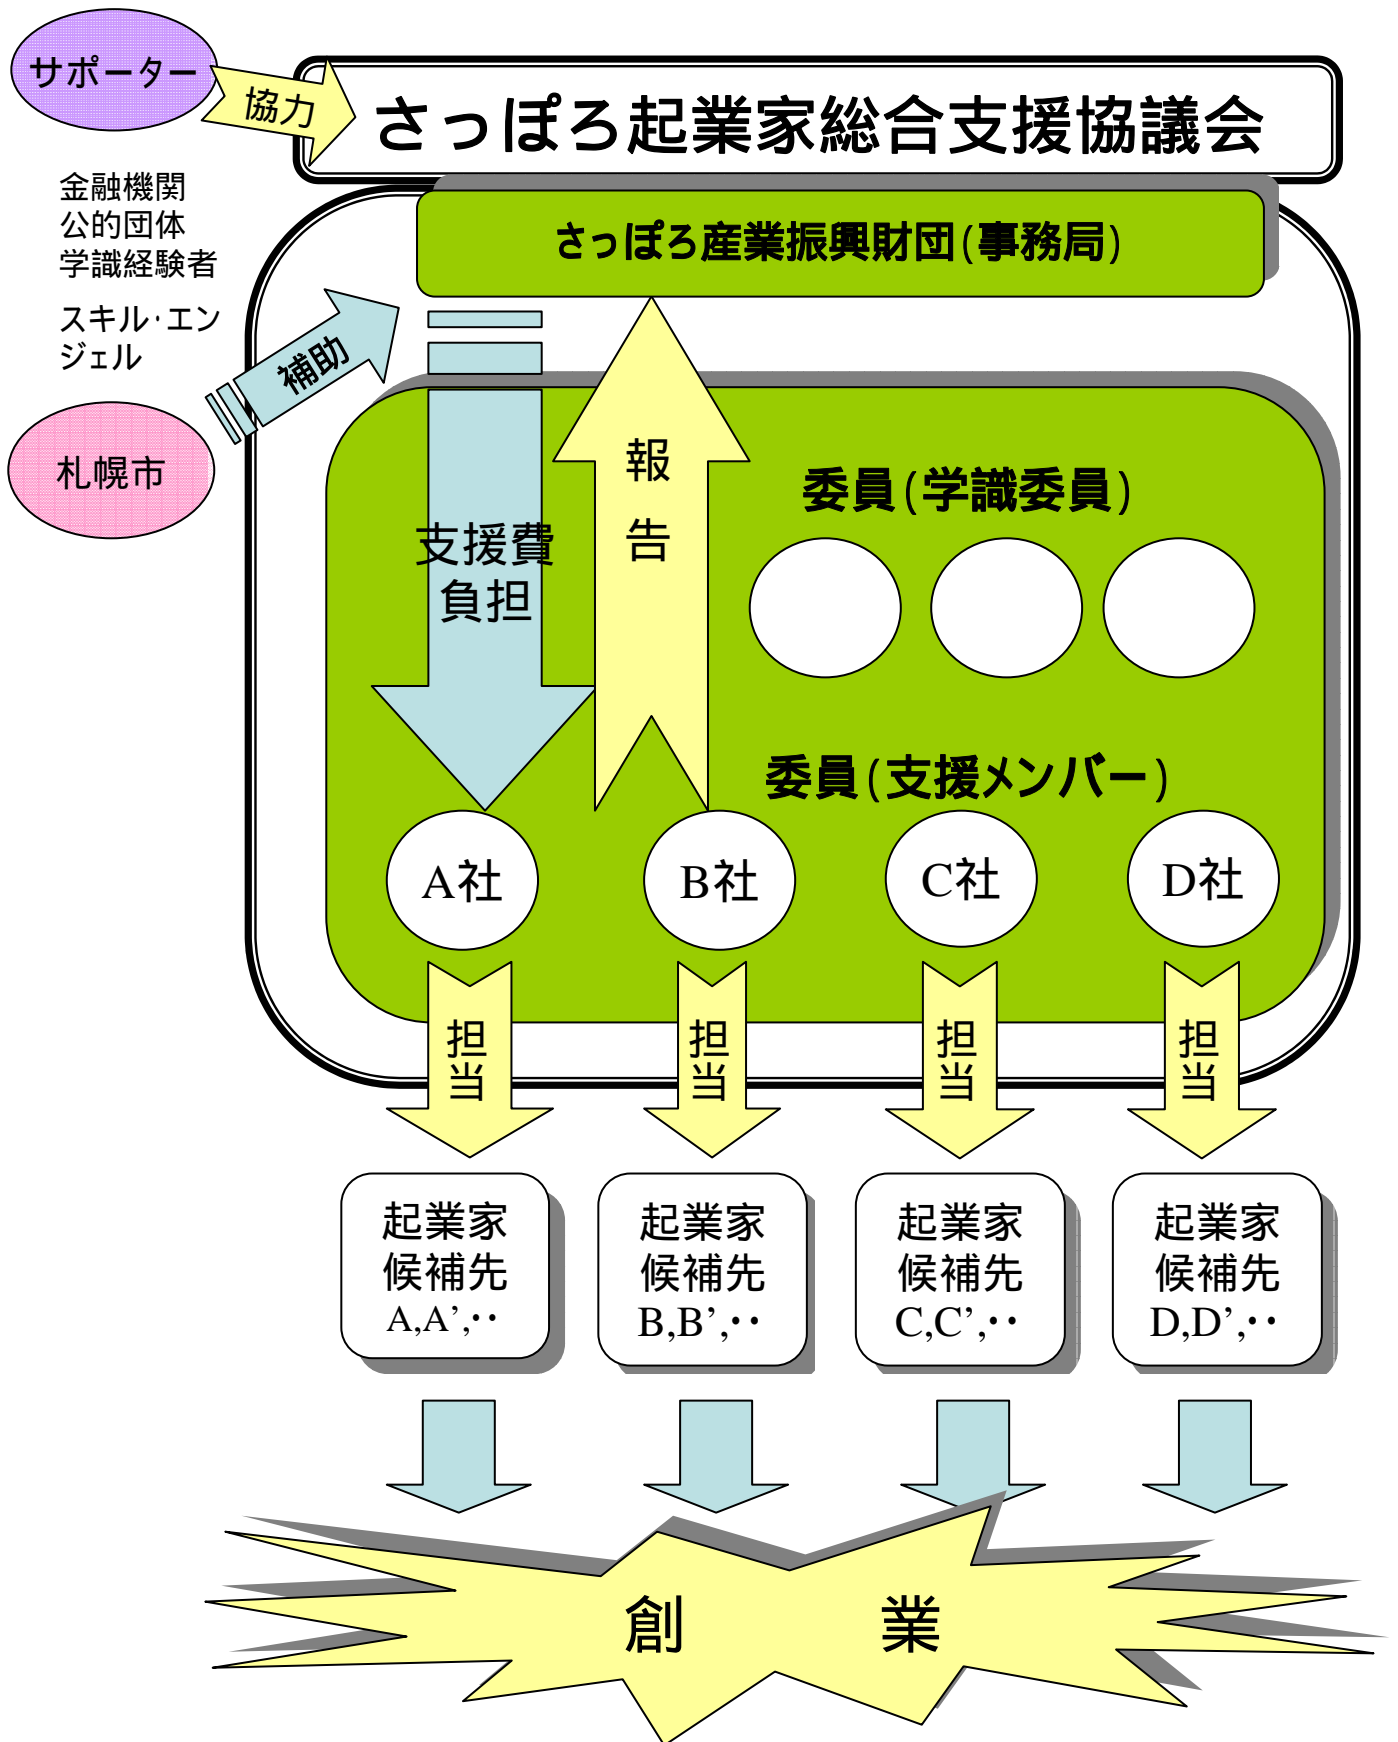 サポーター
協力
さっぽろ起業家総合支援協議会
金融機関
公的団体
学識経験者
スキル・エン
ジェル
さっぽろ産業振興財団(事務局)
補助
札幌市
支援費
負担
報
告
委員(学識委員)
委員(支援メンバー)
A社
B社
C社
D社
担
当
担
当
担
当
担
当
起業家
候補先
A,A’,・・
起業家
候補先
B,B’,・・
起業家
候補先
C,C’,・・
起業家
候補先
D,D’,・・
創　業